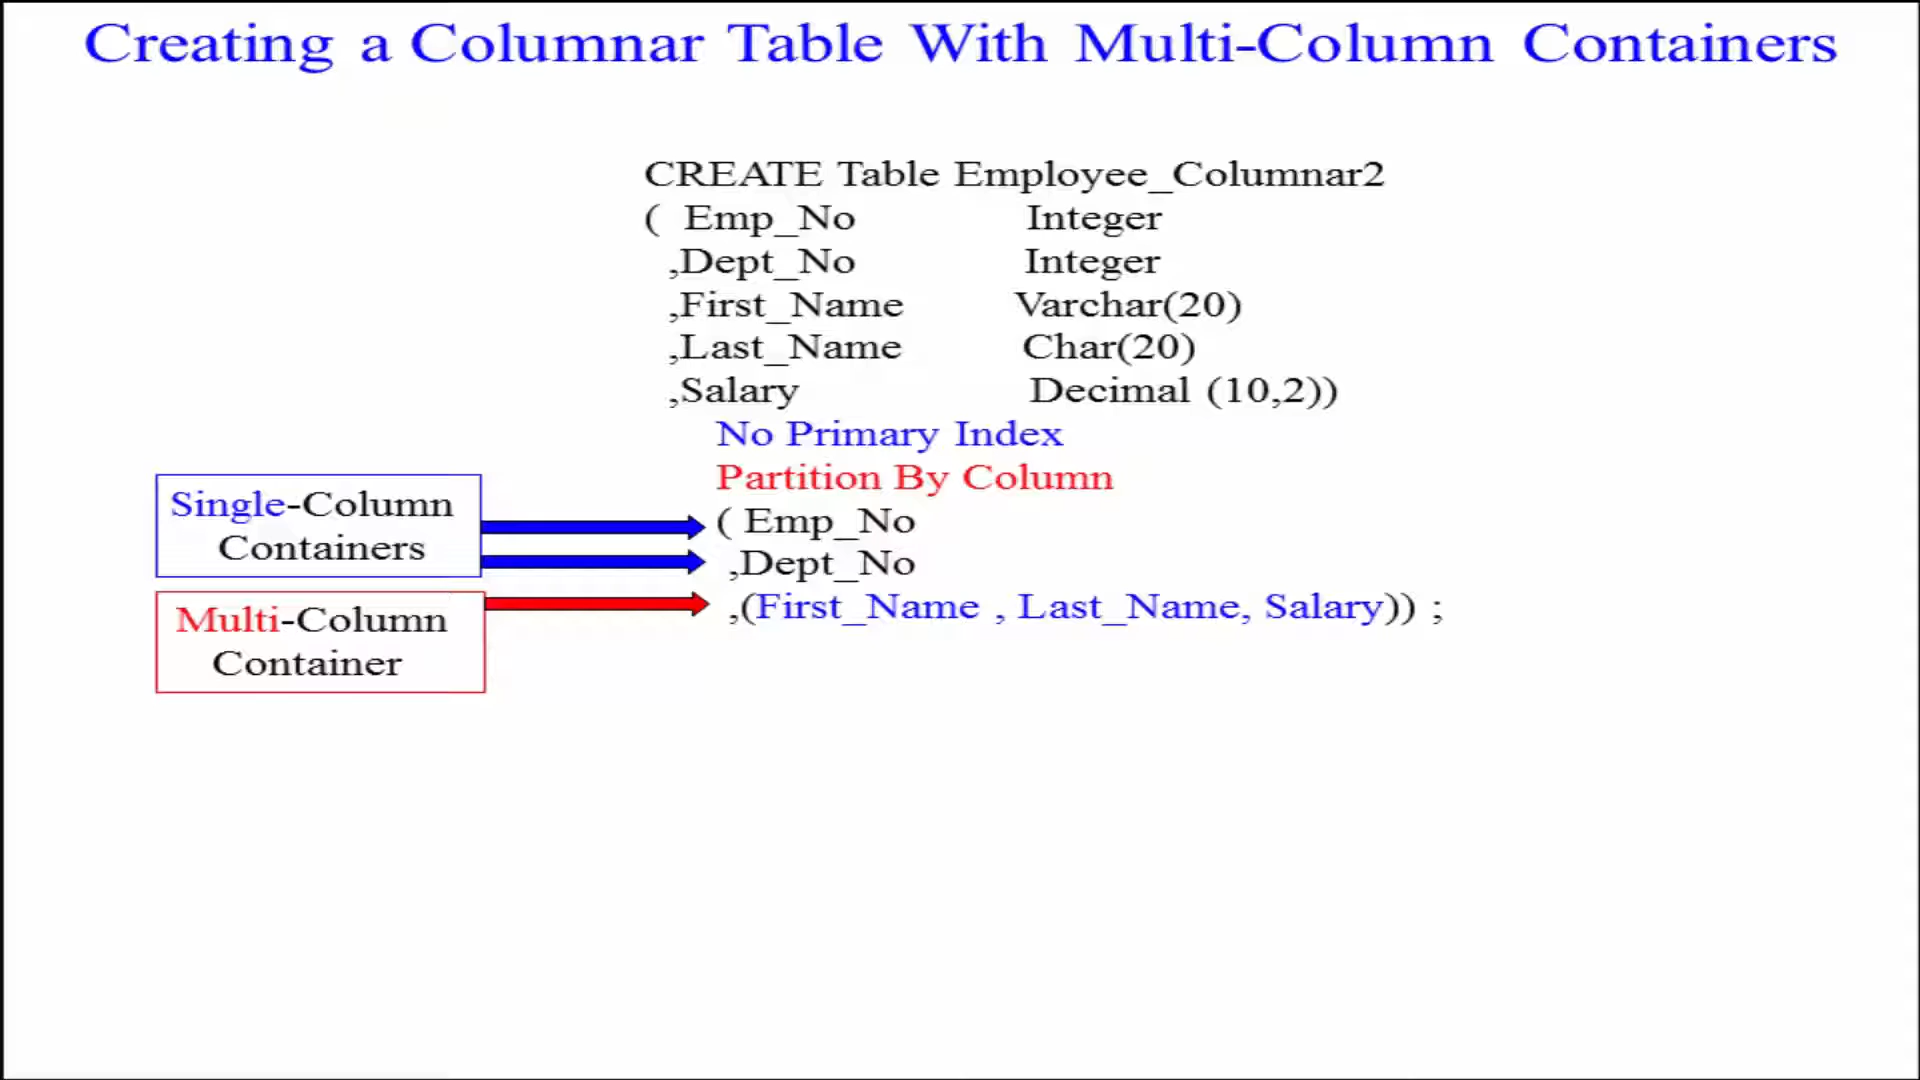 Creating a Columnar Table With Multi-Column Containers
CREATE Table Employee_Columnar2
( Emp_No Integer
,Dept_No Integer
,First_Name Varchar(20)
,Last_Name Char(20)
,Salary Decimal (10,2))
No Primary Index
Partition By Column
( Emp_No
,Dept_No
,(First_Name , Last_Name, Salary)) ;
Single-Column
Containers
Multi-Column
Container